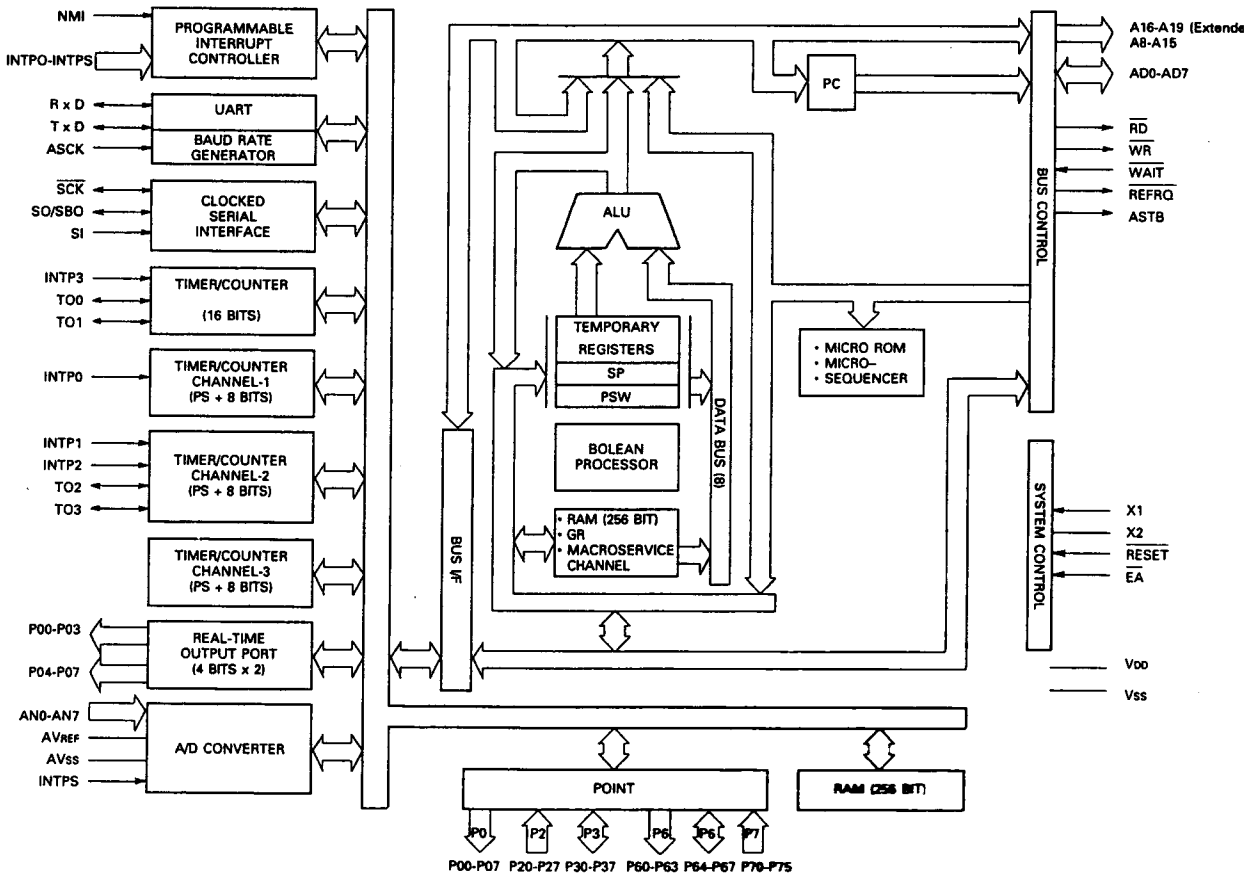 NMI
INTPO-INTPS
PROGRAMMABLE
INTERRUPT
CONTROLLER
R x D
T x D
ASCK
UART
BAUD RATE
GENERATOR
SCK
SO/SBO
SI
CLOCKED
SERIAL
INTERFACE
INTP3
TO0
TO1
TIMER/COUNTER
(16 BITS)
INTP0
TIMER/COUNTER
CHANNEL-1
(PS + 8 BITS)
INTP1
INTP2
TO2
TO3
TIMER/COUNTER
CHANNEL-2
(PS + 8 BITS)
TIMER/COUNTER
CHANNEL-3
(PS + 8 BITS)
P00-P03
P04-P07
REAL-TIME
OUTPUT PORT
(4 BITS x 2)
AN0-AN7
AVREF
AVSS
INTPS
A/D CONVERTER
BUS I/F
ALU
TEMPORARY
REGISTERS
SP
PSW
BOLEAN
PROCESSOR
• RAM (256 BIT)
• GR
• MACROSERVICE
CHANNEL
DATA BUS (8)
PC
• MICRO ROM
• MICRO–
• SEQUENCER
BUS CONTROL
A16-A19 (Extende
A8-A15
AD0-AD7
RD
WR
WAIT
REFRQ
ASTB
SYSTEM CONTROL
X1
X2
RESET
EA
VDD
VSS
POINT
RAM (256 BIT)
P0
P2
P3
P6
P6
P7
P00-P07
P20-P27
P30-P37
P60-P63
P64-P67
P70-P75